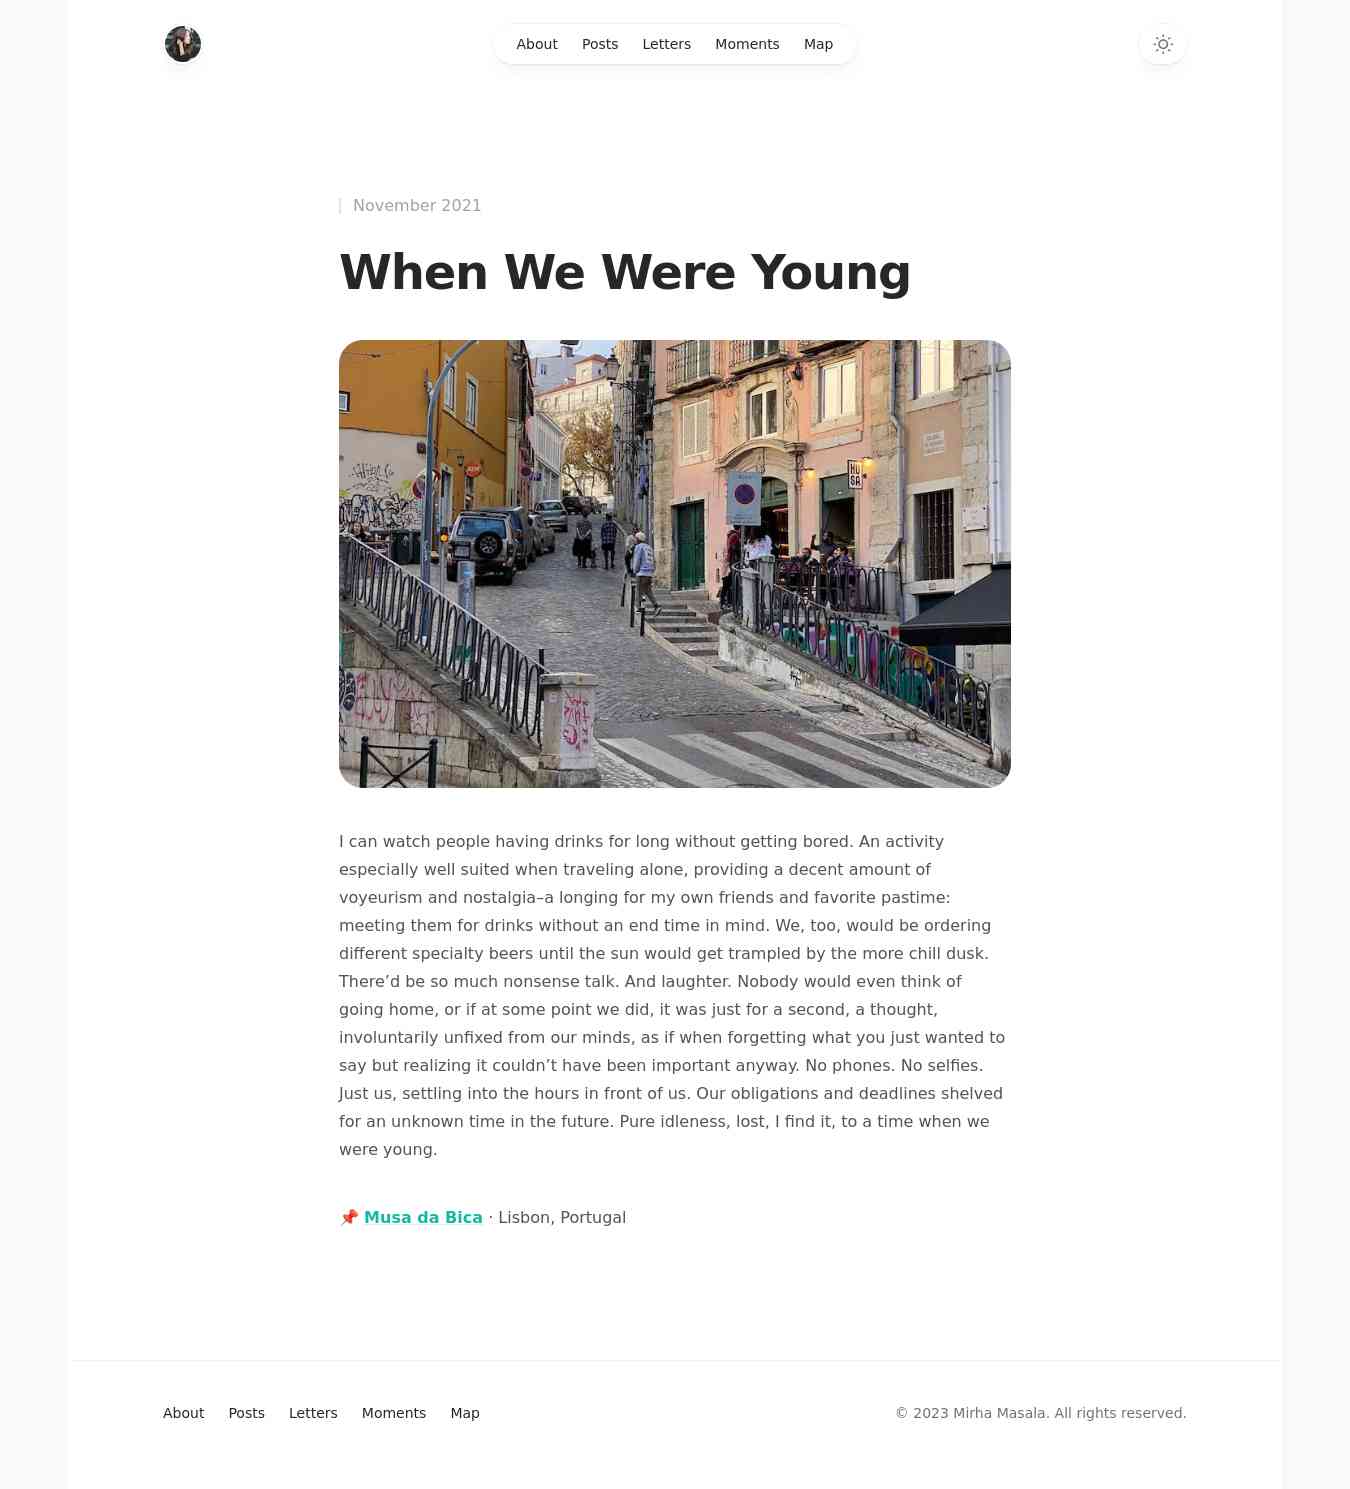 About Posts Letters Moments Map
November 2021
When We Were Young
MUSA
I can watch people having drinks for long without getting bored. An activity
especially well suited when traveling alone, providing a decent amount of
voyeurism and nostalgia–a longing for my own friends and favorite pastime:
meeting them for drinks without an end time in mind. We, too, would be ordering
different specialty beers until the sun would get trampled by the more chill dusk.
There’d be so much nonsense talk. And laughter. Nobody would even think of
going home, or if at some point we did, it was just for a second, a thought,
involuntarily unfixed from our minds, as if when forgetting what you just wanted to
say but realizing it couldn’t have been important anyway. No phones. No selfies.
Just us, settling into the hours in front of us. Our obligations and deadlines shelved
for an unknown time in the future. Pure idleness, lost, I find it, to a time when we
were young.
📌 Musa da Bica · Lisbon, Portugal
About Posts Letters Moments Map
© 2023 Mirha Masala. All rights reserved.